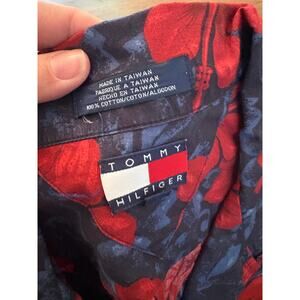 MADE IN TAIWAN
FABRIQUE A TAIWAN
HECHO EN TAIWAN
100% COTTON/COTON/ALGODON
TOMMY
HILFIGER